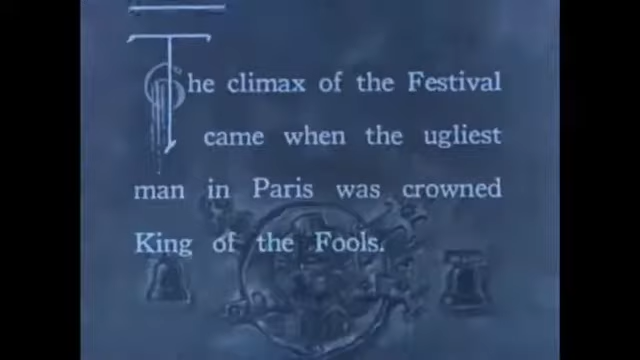 The climax of the Festival
came when the ugliest
man in Paris was crowned
King of the Fools.